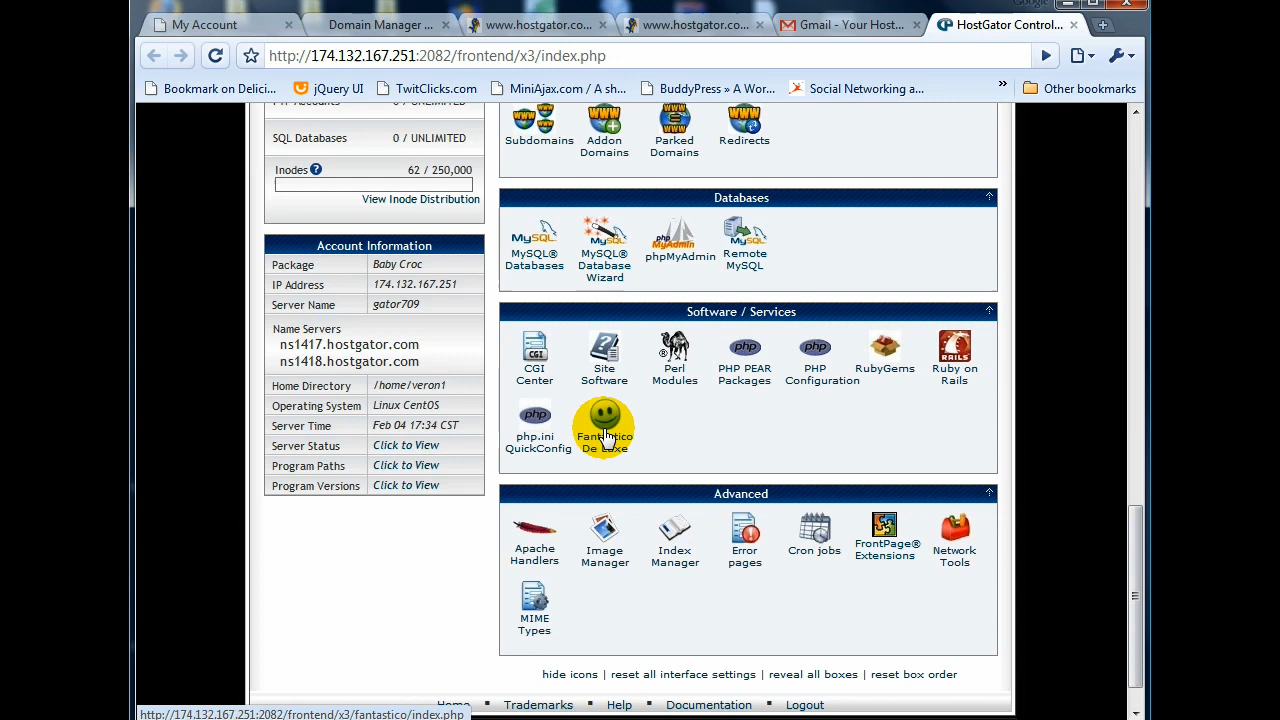 Google
My Account
Domain Manager ...
www.hostgator.co...
www.hostgator.co...
Gmail - Your Host...
HostGator Control...
http://174.132.167.251:2082/frontend/x3/index.php
Bookmark on Delici
jQuery UI
TwitClicks.com
MiniAjax.com / A sh...
BuddyPress » A Wor...
Social Networking a...
»
Other bookmarks
0 / UNLIMITED
SQL Databases 0 / UNLIMITED
Inodes 62 / 250,000
View Inode Distribution
Account Information
Package Baby Croc
IP Address 174.132.167.251
Server Name gator709
Name Servers
ns1417.hostgator.com
ns1418.hostgator.com
Home Directory /home/veron1
Operating System Linux CentOS
Server Time Feb 04 17:34 CST
Server Status Click to View
Program Paths Click to View
Program Versions Click to View
Subdomains
Addon
Domains
Parked
Domains
Redirects
Databases
MySQL®
Databases
MySQL®
Database
Wizard
phpMyAdmin
Remote
MySQL
Software / Services
CGI
Center
Site
Software
Perl
Modules
PHP PEAR
Packages
PHP
Configuration
RubyGems
Ruby on
Rails
php.ini
QuickConfig
Fantastico
De Luxe
Advanced
Apache
Handlers
Image
Manager
Index
Manager
Error
pages
Cron jobs
FrontPage®
Extensions
Network
Tools
MIME
Types
hide icons | reset all interface settings | reveal all boxes | reset box order
Home ▪ Trademarks ▪ Help ▪ Documentation ▪ Logout
http://174.132.167.251:2082/frontend/x3/fantastico/index.php